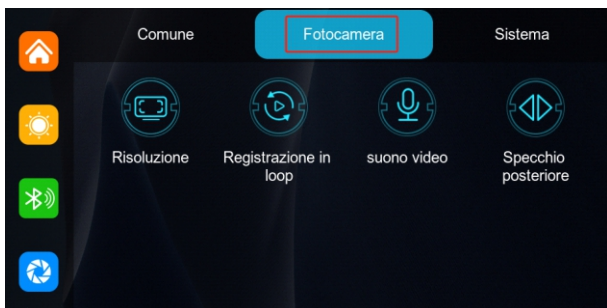 Comune Fotocamera Sistema
Risoluzione Registrazione in suono video Specchio
loop posteriore